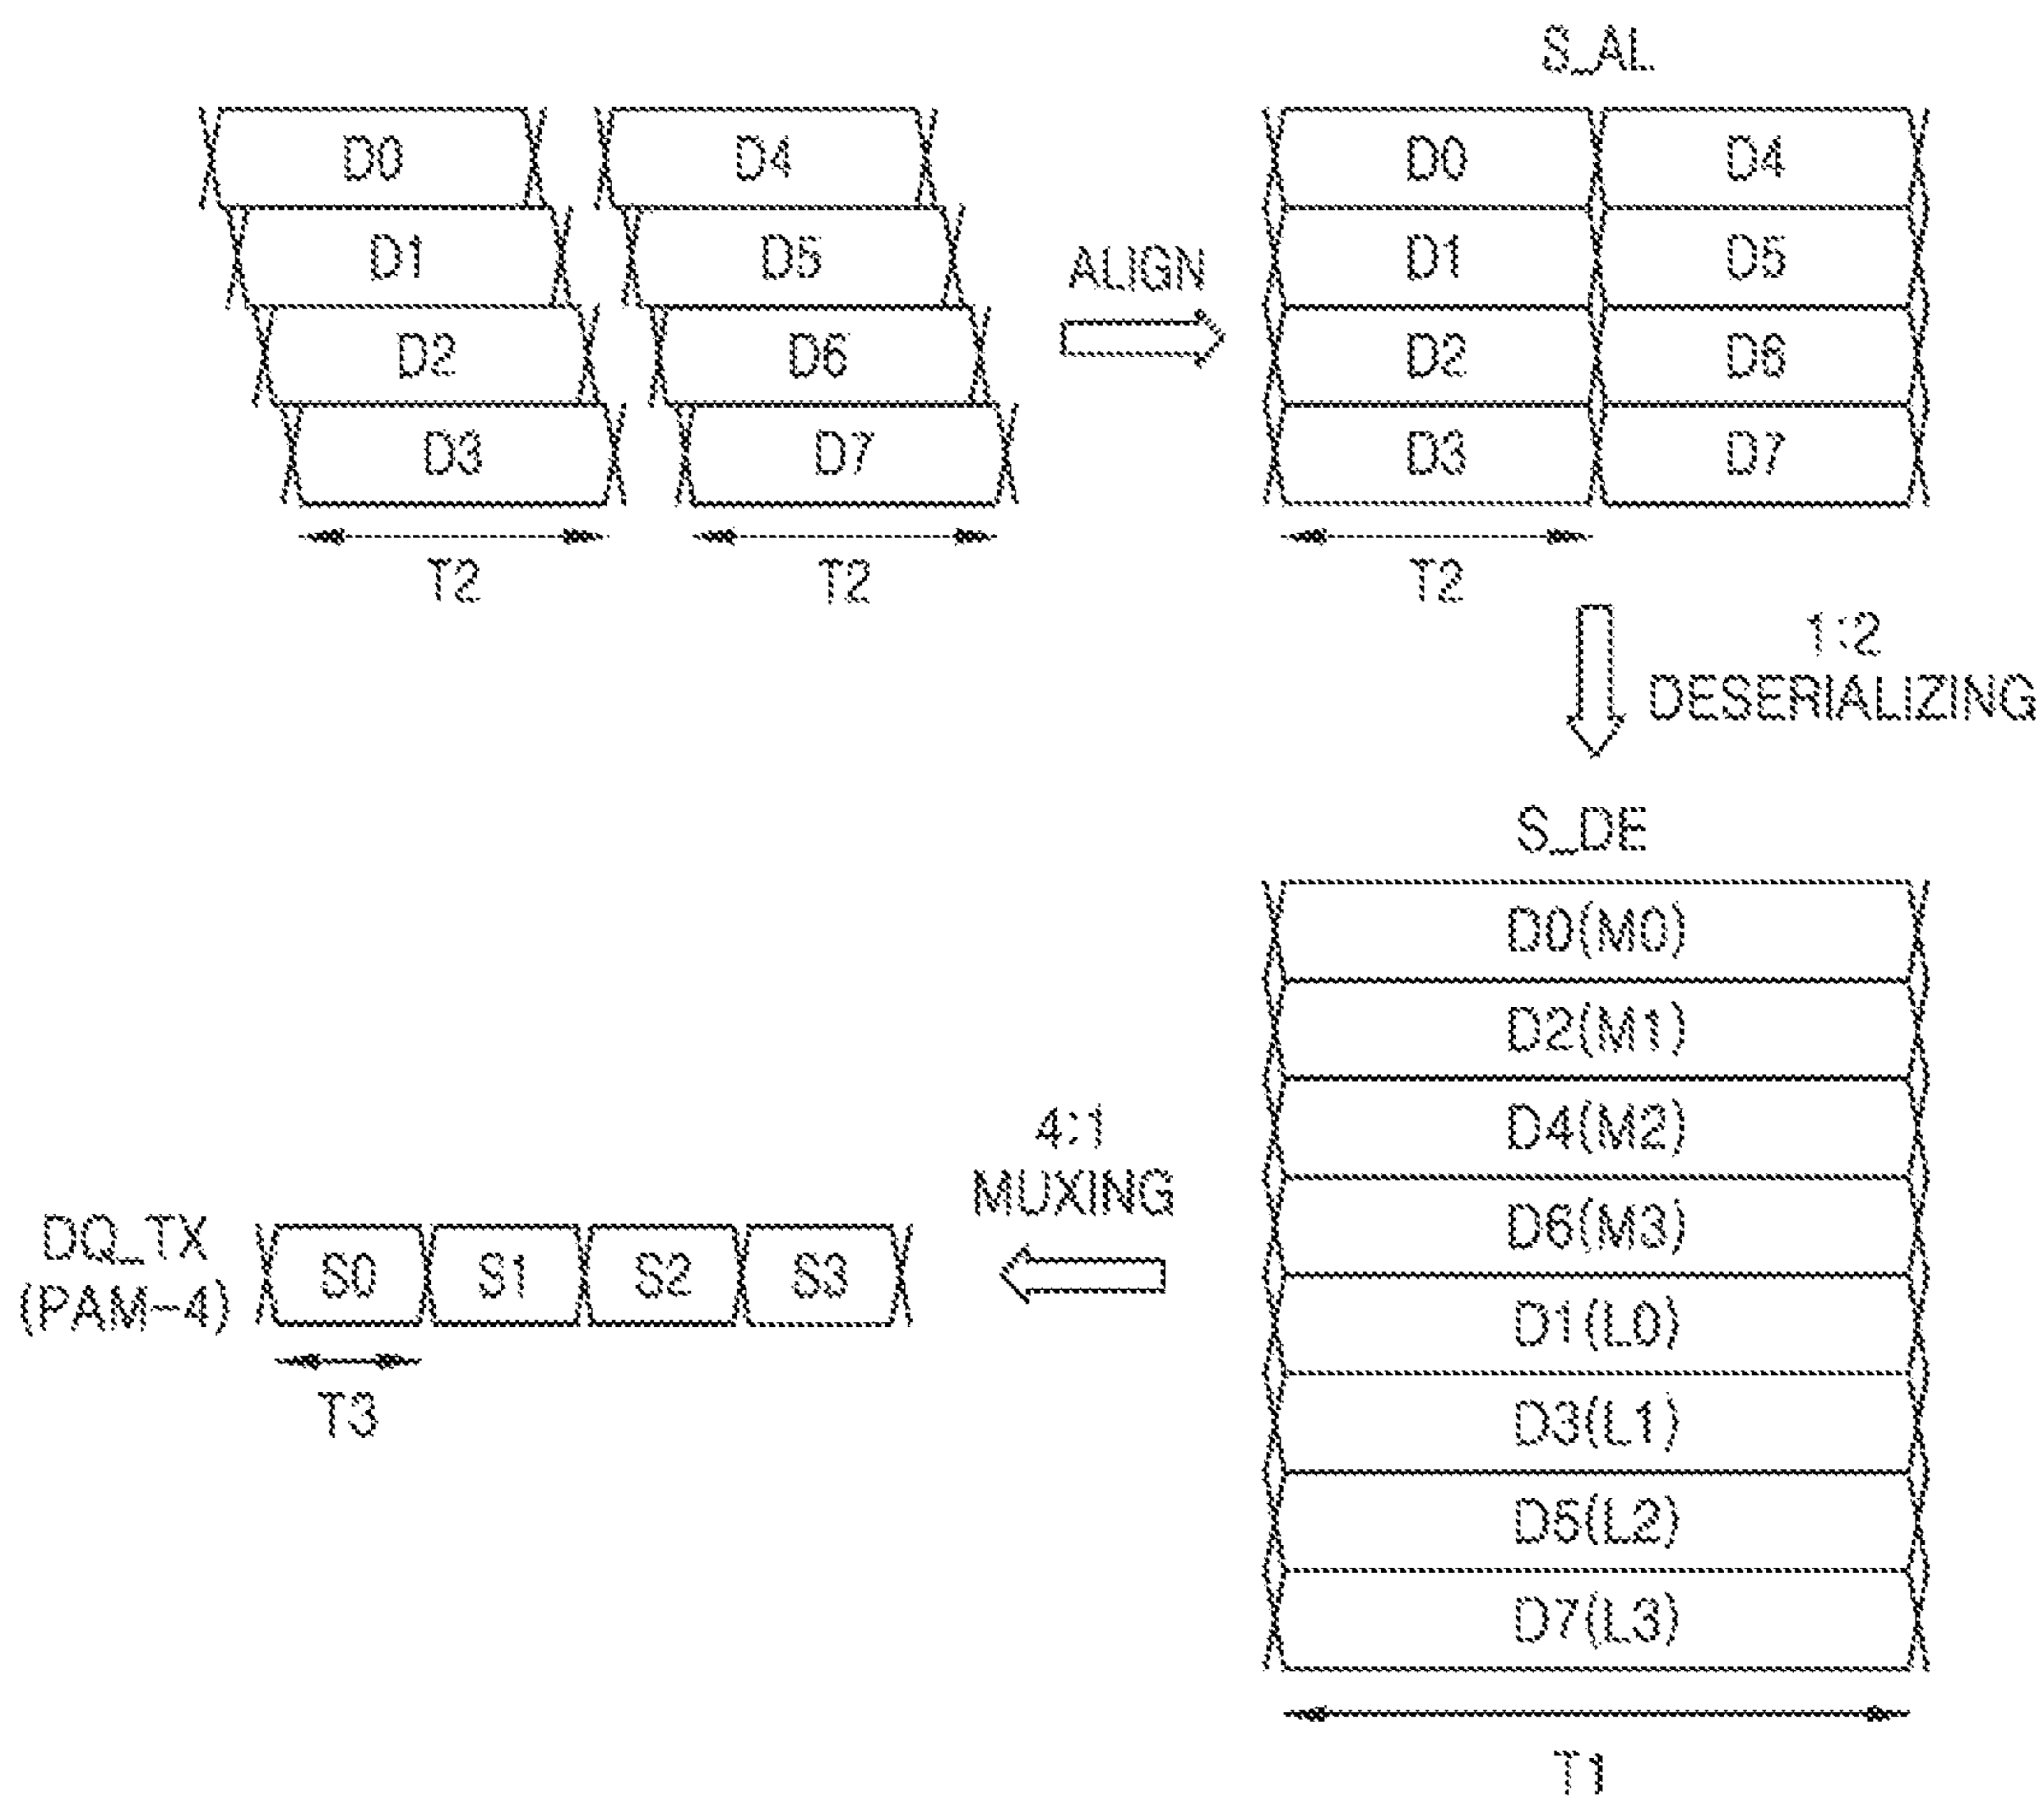 S_AL
D0 D4 D0 D4
D1 D5 ALIGN D1 D5
D2 D6 D2 D6
D3 D7 D3 D7
T2 T2 T2
1:2
DESERIALIZING
S_DE
D0(M0)
D2(M1)
D4(M2)
D6(M3)
D1(L0)
D3(L1)
D5(L2)
D7(L3)
T1
4:1
MUXING
DQ_TX
(PAM-4)
S0 S1 S2 S3
T3